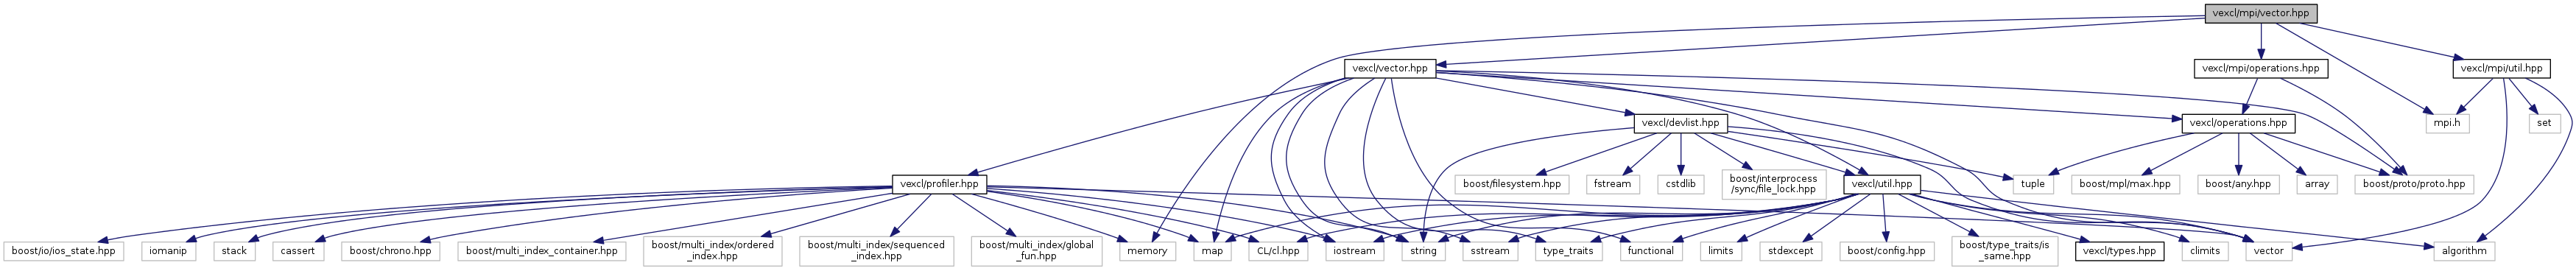 vexcl/mpi/vector.hpp
vexcl/vector.hpp
vexcl/mpi/operations.hpp
vexcl/mpi/util.hpp
vexcl/devlist.hpp
vexcl/operations.hpp
mpi.h
set
vexcl/profiler.hpp
boost/filesystem.hpp
fstream
cstdlib
boost/interprocess
/sync/file_lock.hpp
vexcl/util.hpp
tuple
boost/mpl/max.hpp
boost/any.hpp
array
boost/proto/proto.hpp
boost/io/ios_state.hpp
iomanip
stack
cassert
boost/chrono.hpp
boost/multi_index_container.hpp
boost/multi_index/ordered
_index.hpp
boost/multi_index/sequenced
_index.hpp
boost/multi_index/global
_fun.hpp
memory
map
CL/cl.hpp
iostream
string
sstream
type_traits
functional
limits
stdexcept
boost/config.hpp
boost/type_traits/is
_same.hpp
vexcl/types.hpp
climits
vector
algorithm